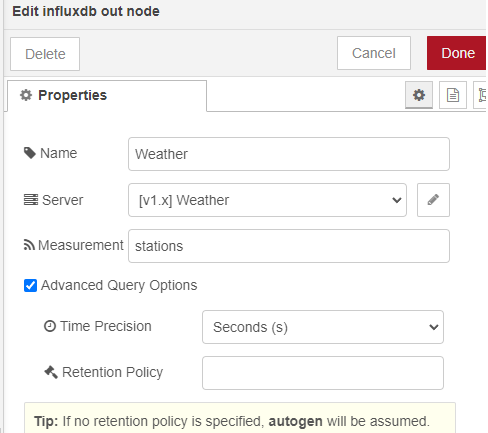 Edit influxdb out node
Delete
Cancel
Done
Properties
Name
Weather
Server
[v1.x] Weather
Measurement
stations
Advanced Query Options
Time Precision
Seconds (s)
Retention Policy
Tip: If no retention policy is specified, autogen will be assumed.